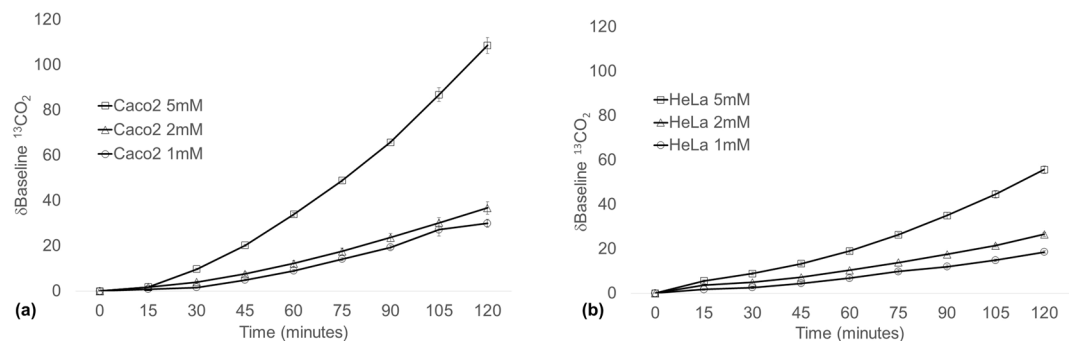 120
100
80
60
40
20
0
δBaseline ¹³CO₂
Caco2 5mM
Caco2 2mM
Caco2 1mM
0 15 30 45 60 75 90 105 120
Time (minutes)
(a)
120
100
80
60
40
20
0
δBaseline ¹³CO₂
HeLa 5mM
HeLa 2mM
HeLa 1mM
0 15 30 45 60 75 90 105 120
Time (minutes)
(b)